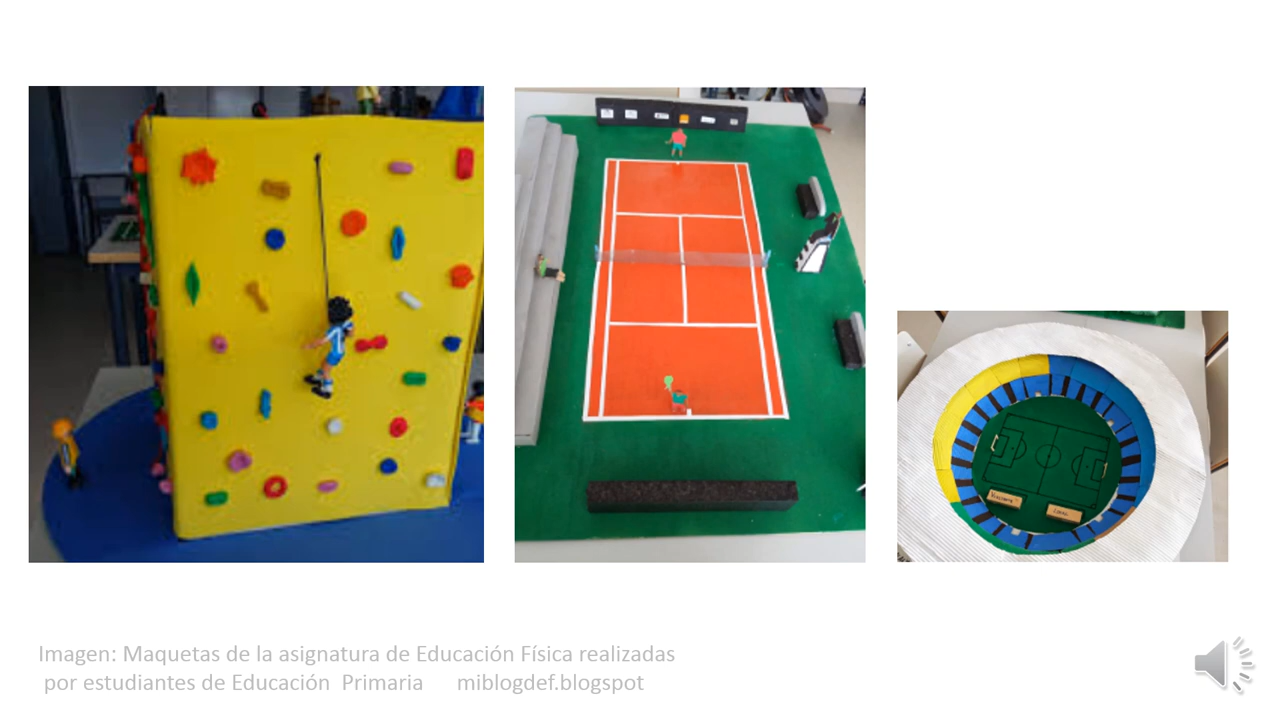 Imagen: Maquetas de la asignatura de Educación Física realizadas
por estudiantes de Educación Primaria miblogdef.blogspot